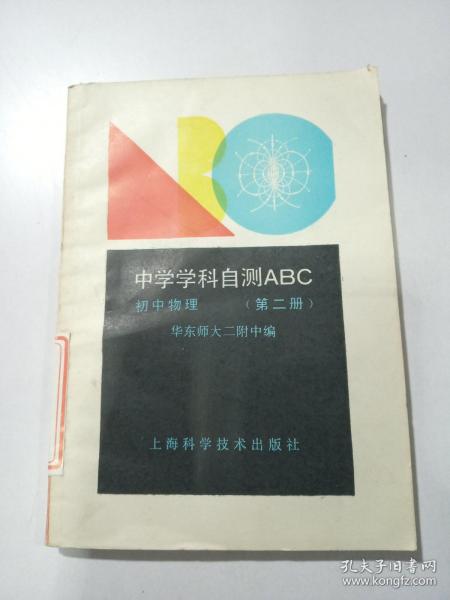 中学学科自测ABC
初中物理 （第二册）
华东师大二附中编
上海科学技术出版社
孔夫子旧书网
www.kongfz.com